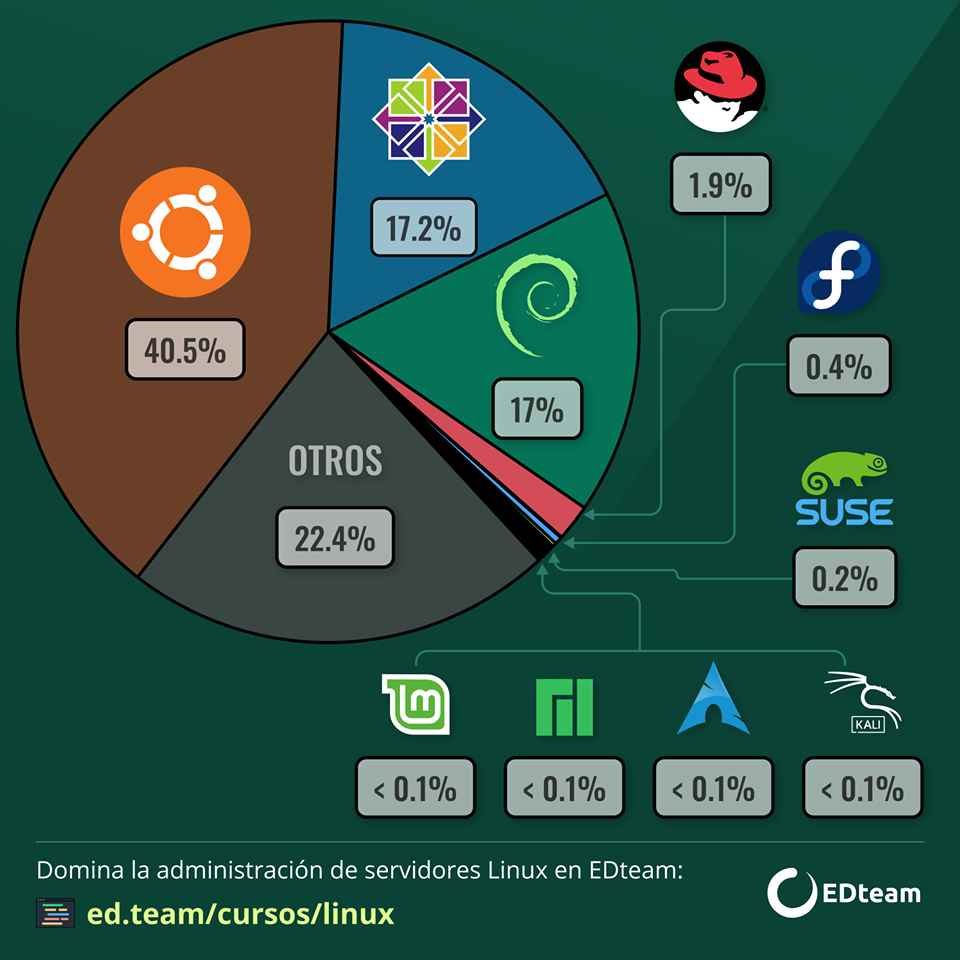 17.2%
40.5%
17%
OTROS
22.4%
1.9%
0.4%
SUSE
0.2%
lm
KALI
< 0.1%
< 0.1%
< 0.1%
< 0.1%
Domina la administración de servidores Linux en EDteam:
ed.team/cursos/linux
EDteam